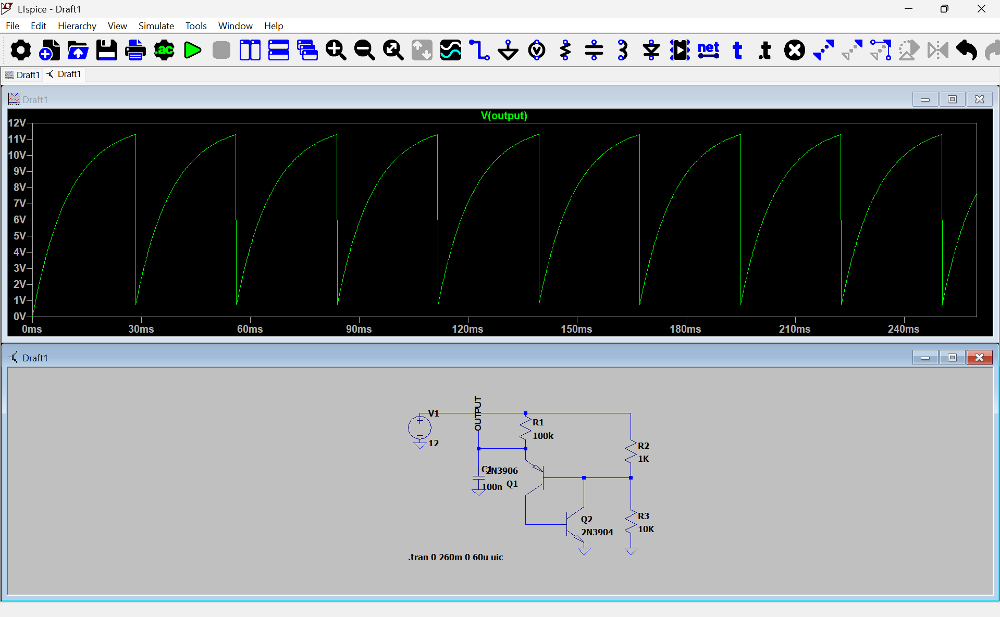 LTspice - Draft1
File Edit Hierarchy View Simulate Tools Window Help
.ac net t .t
Draft1 Draft1
Draft1
V(output)
12V
11V
10V
9V
8V
7V
6V
5V
4V
3V
2V
1V
0V
0ms 30ms 60ms 90ms 120ms 150ms 180ms 210ms 240ms
Draft1
OUTPUT
V1
12
R1
100k
R2
1K
C1
100n
2N3906
Q1
Q2
2N3904
R3
10K
.tran 0 260m 0 60u uic